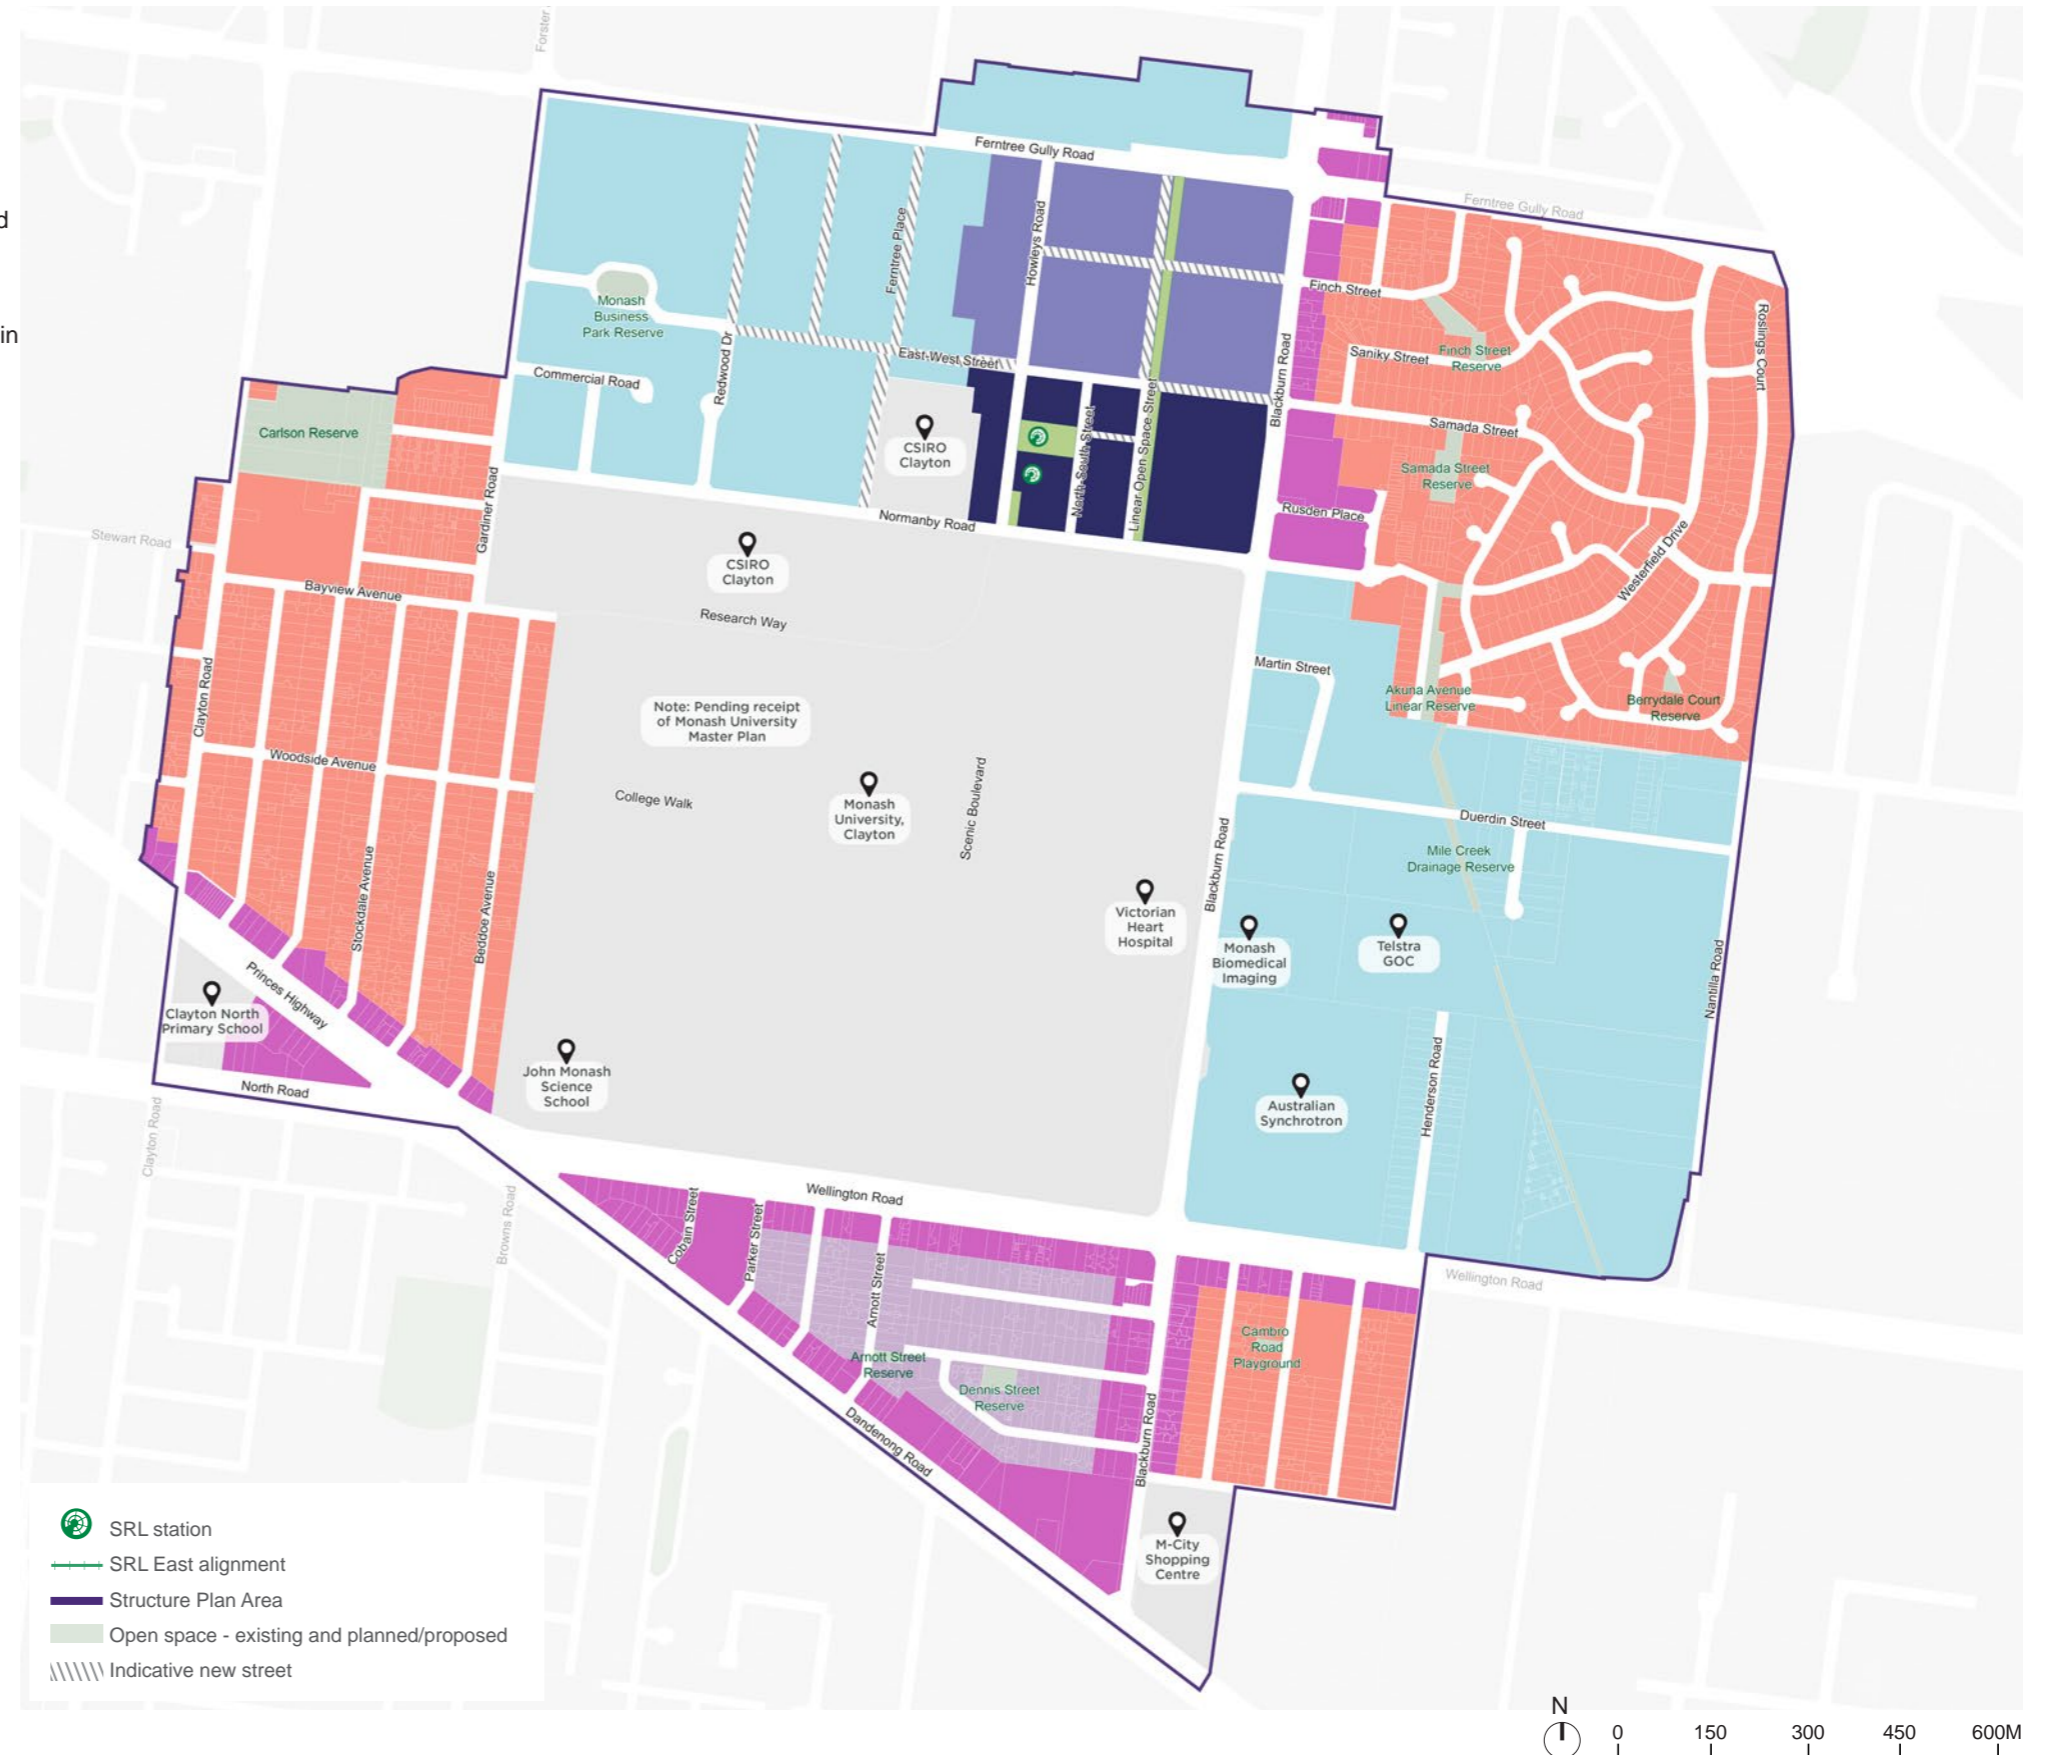 Forster
d
in
Ferntree Gully Road
Ferntree Gully Road
Howleys Road
Ferntree Place
Monash
Business
Park Reserve
Finch Street
Roslings Court
Redwood Dr
East-West Street
Blackburn Road
Saniky Street
Finch Street
Reserve
Commercial Road
Carlson Reserve
CSIRO
Clayton
North-South Street
Linear Open Space Street
Samada Street
Samada Street
Reserve
Gardiner Road
Normanby Road
Rusden Place
Stewart Road
CSIRO
Clayton
Westerfield Drive
Bayview Avenue
Research Way
Clayton Road
Martin Street
Note: Pending receipt
of Monash University
Master Plan
Akuna Avenue
Linear Reserve
Berrydale Court
Reserve
Woodside Avenue
College Walk
Monash
University,
Clayton
Scenic Boulevard
Duerdin Street
Mile Creek
Drainage Reserve
Blackburn Road
Stockdale Avenue
Beddoe Avenue
Victorian
Heart
Hospital
Monash
Biomedical
Imaging
Telstra
GOC
Nantilla Road
Princes Highway
Clayton North
Primary School
John Monash
Science
School
Australian
Synchrotron
Henderson Road
North Road
Clayton Road
Browns Road
Wellington Road
Wellington Road
Cobain Street
Parker Street
Arnott Street
Cambro
Road
Playground
Arnott Street
Reserve
Dennis Street
Reserve
Dandenong Road
Blackburn Road
M-City
Shopping
Centre
SRL station
SRL East alignment
Structure Plan Area
Open space - existing and planned/proposed
Indicative new street
N
0 150 300 450 600M